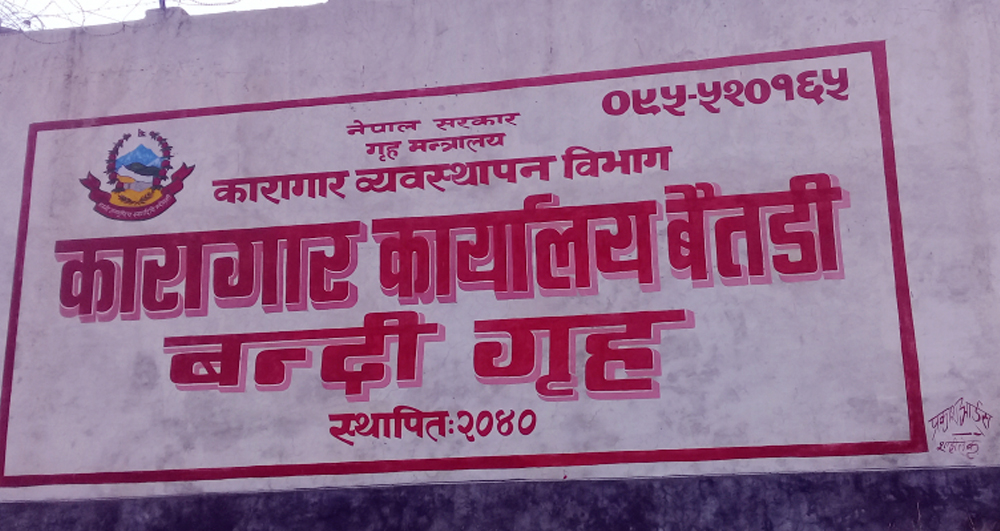 ०९५-५२०१६५
नेपाल सरकार
गृह मन्त्रालय
कारागार व्यवस्थापन विभाग
कारागार कार्यालय बैतडी
बन्दी गृह
स्थापितः२०४०